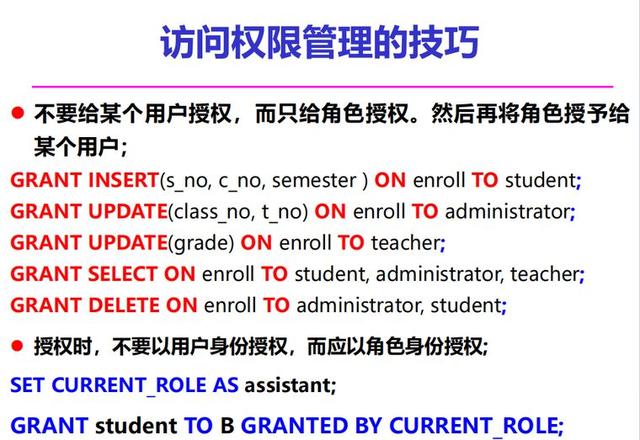 访问权限管理的技巧
不要给某个用户授权，而只给角色授权。然后再将角色授予给
某个用户；
GRANT INSERT(s_no, c_no, semester ) ON enroll TO student;
GRANT UPDATE(class_no, t_no) ON enroll TO administrator;
GRANT UPDATE(grade) ON enroll TO teacher;
GRANT SELECT ON enroll TO student, administrator, teacher;
GRANT DELETE ON enroll TO administrator, student;
授权时，不要以用户身份授权，而应以角色身份授权;
SET CURRENT_ROLE AS assistant;
GRANT student TO B GRANTED BY CURRENT_ROLE;